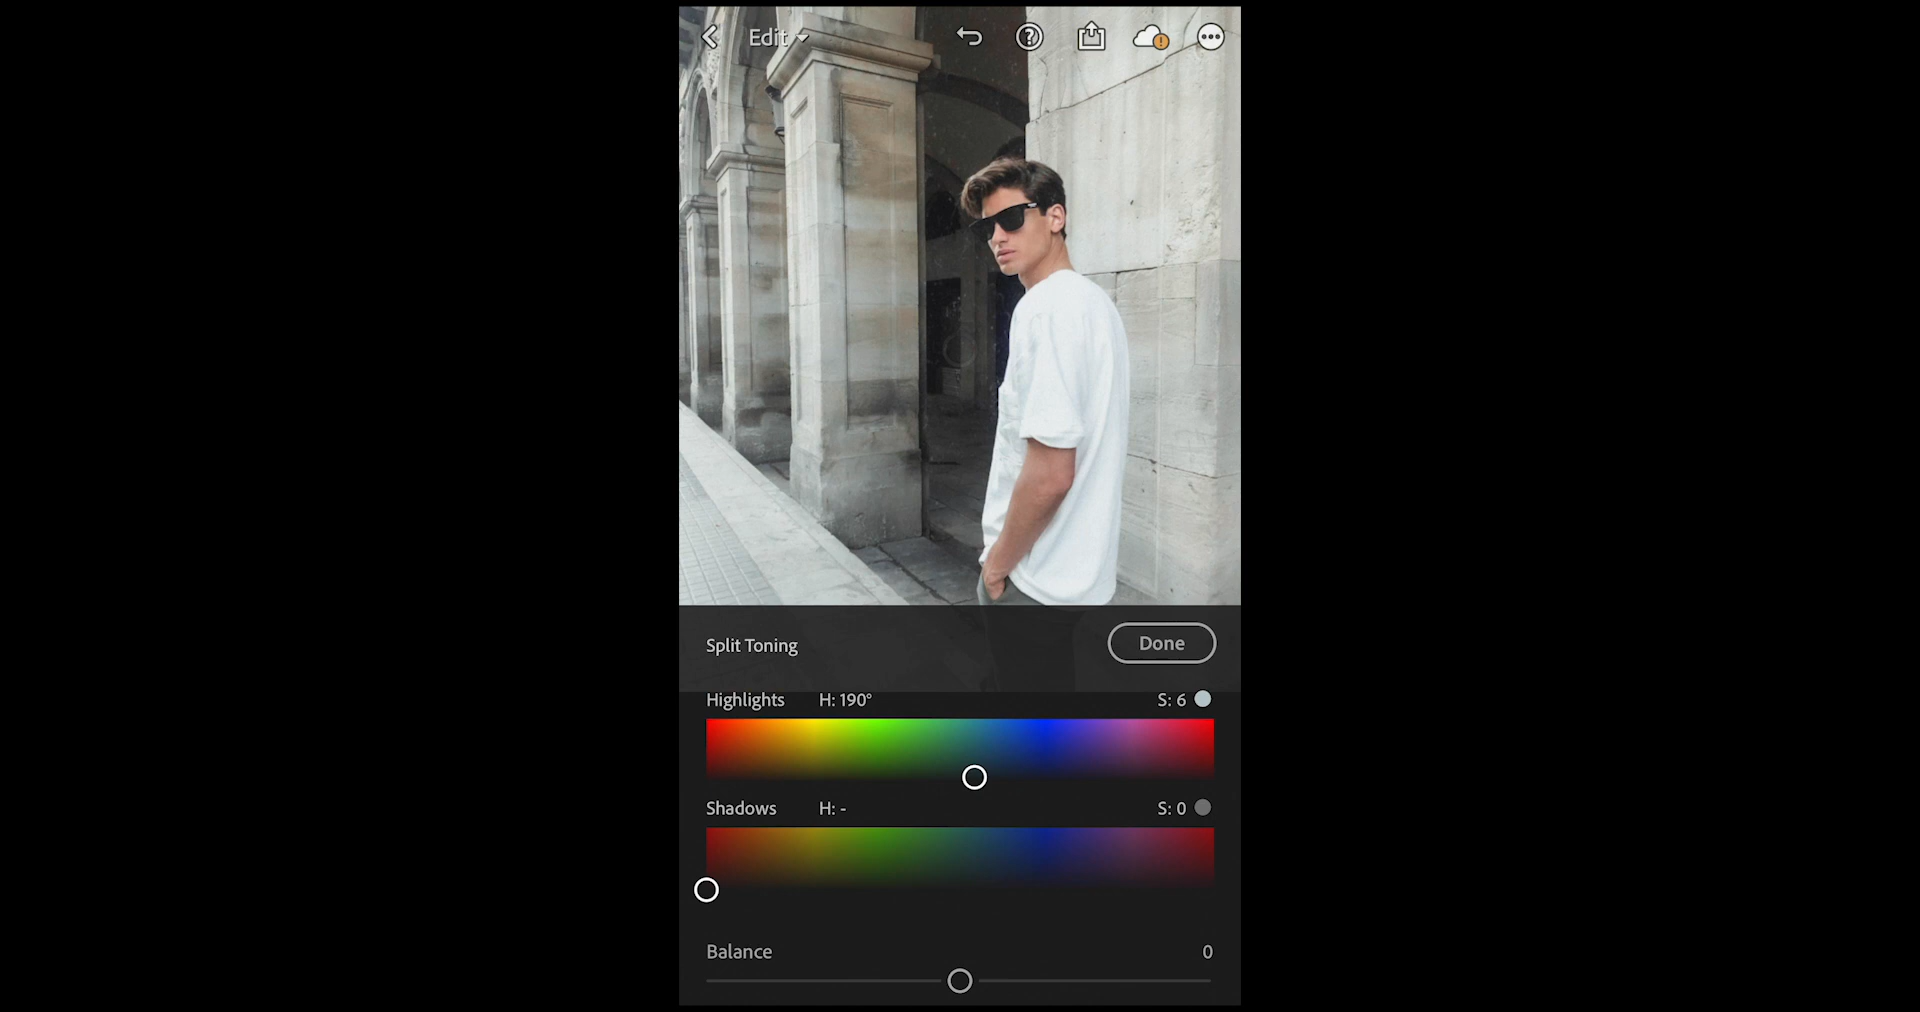 Edit
Split Toning
Done
Highlights H: 190° S: 6
Shadows H: - S: 0
Balance 0